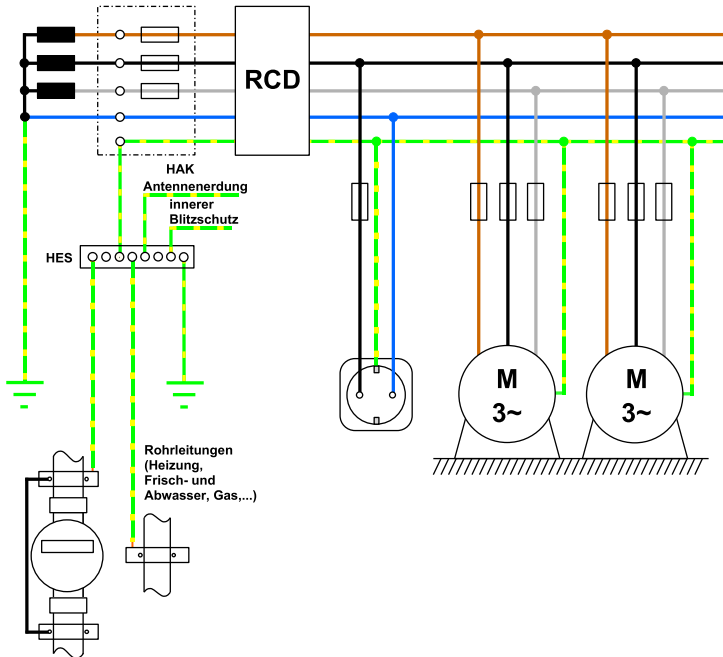 RCD
HAK
Antennenerdung
innerer
Blitzschutz
HES
M
3~
M
3~
Rohrleitungen
(Heizung,
Frisch- und
Abwasser, Gas,...)